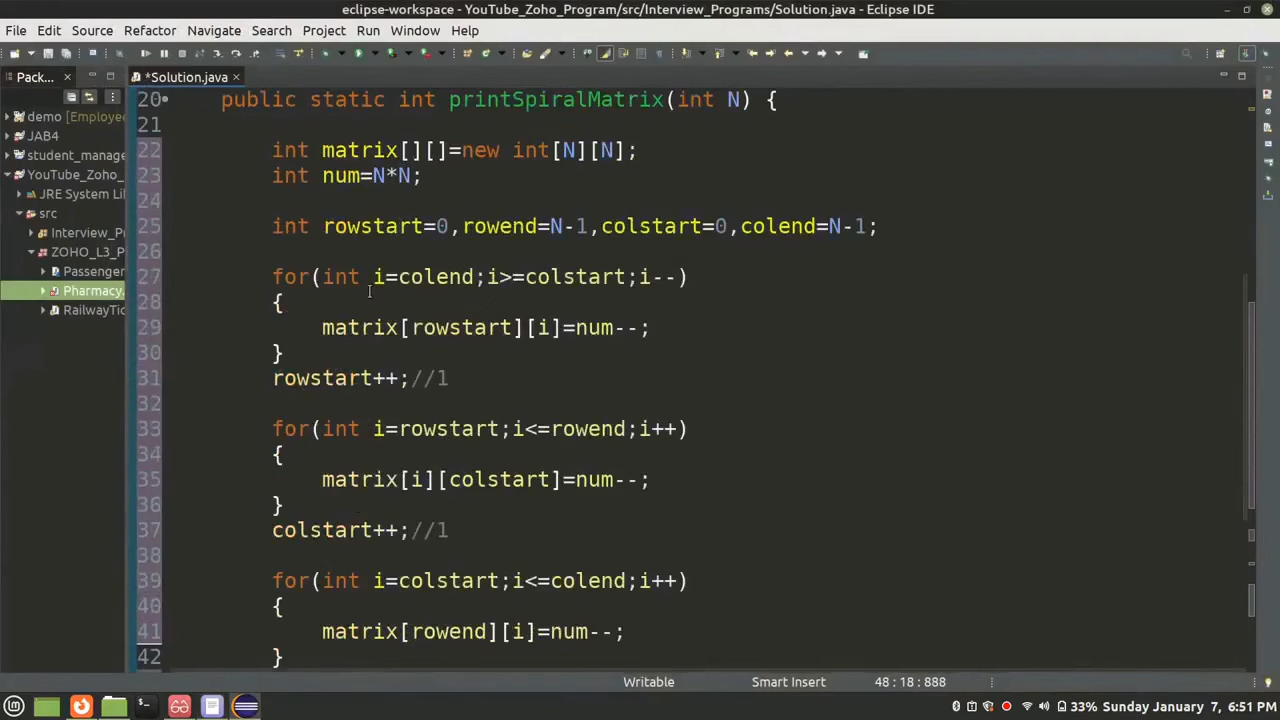 eclipse-workspace - YouTube_Zoho_Program/src/Interview_Programs/Solution.java - Eclipse IDE
File Edit Source Refactor Navigate Search Project Run Window Help
Pack... *Solution.java
demo [Employee
JAB4
student_manage
YouTube_Zoho_
JRE System Lib
src
Interview_Pr
ZOHO_L3_P
Passenger
Pharmacy.
RailwayTic
20 public static int printSpiralMatrix(int N) {
21
22 int matrix[][]=new int[N][N];
23 int num=N*N;
24
25 int rowstart=0,rowend=N-1,colstart=0,colend=N-1;
26
27 for(int i=colend;i>=colstart;i--)
28 {
29 matrix[rowstart][i]=num--;
30 }
31 rowstart++;//1
32
33 for(int i=rowstart;i<=rowend;i++)
34 {
35 matrix[i][colstart]=num--;
36 }
37 colstart++;//1
38
39 for(int i=colstart;i<=colend;i++)
40 {
41 matrix[rowend][i]=num--;
42 }
Writable Smart Insert 48 : 18 : 888
33% Sunday January 7, 6:51 PM